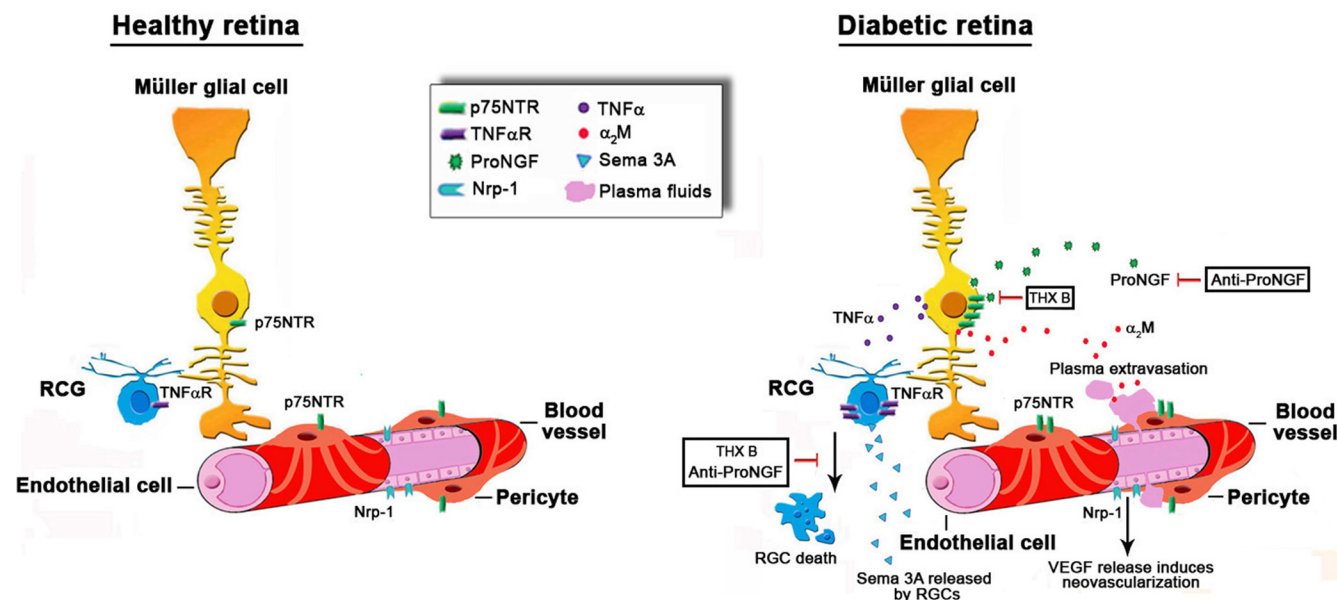 Healthy retina
Müller glial cell
p75NTR
RCG
TNFαR
p75NTR
Blood
vessel
Endothelial cell
Nrp-1
Pericyte
p75NTR
TNFαR
ProNGF
Nrp-1
TNFα
α₂M
Sema 3A
Plasma fluids
Diabetic retina
Müller glial cell
ProNGF
Anti-ProNGF
THX B
TNFα
α₂M
Plasma extravasation
RCG
TNFαR
p75NTR
Blood
vessel
THX B
Anti-ProNGF
Pericyte
Nrp-1
Endothelial cell
RGC death
Sema 3A released
by RGCs
VEGF release induces
neovascularization